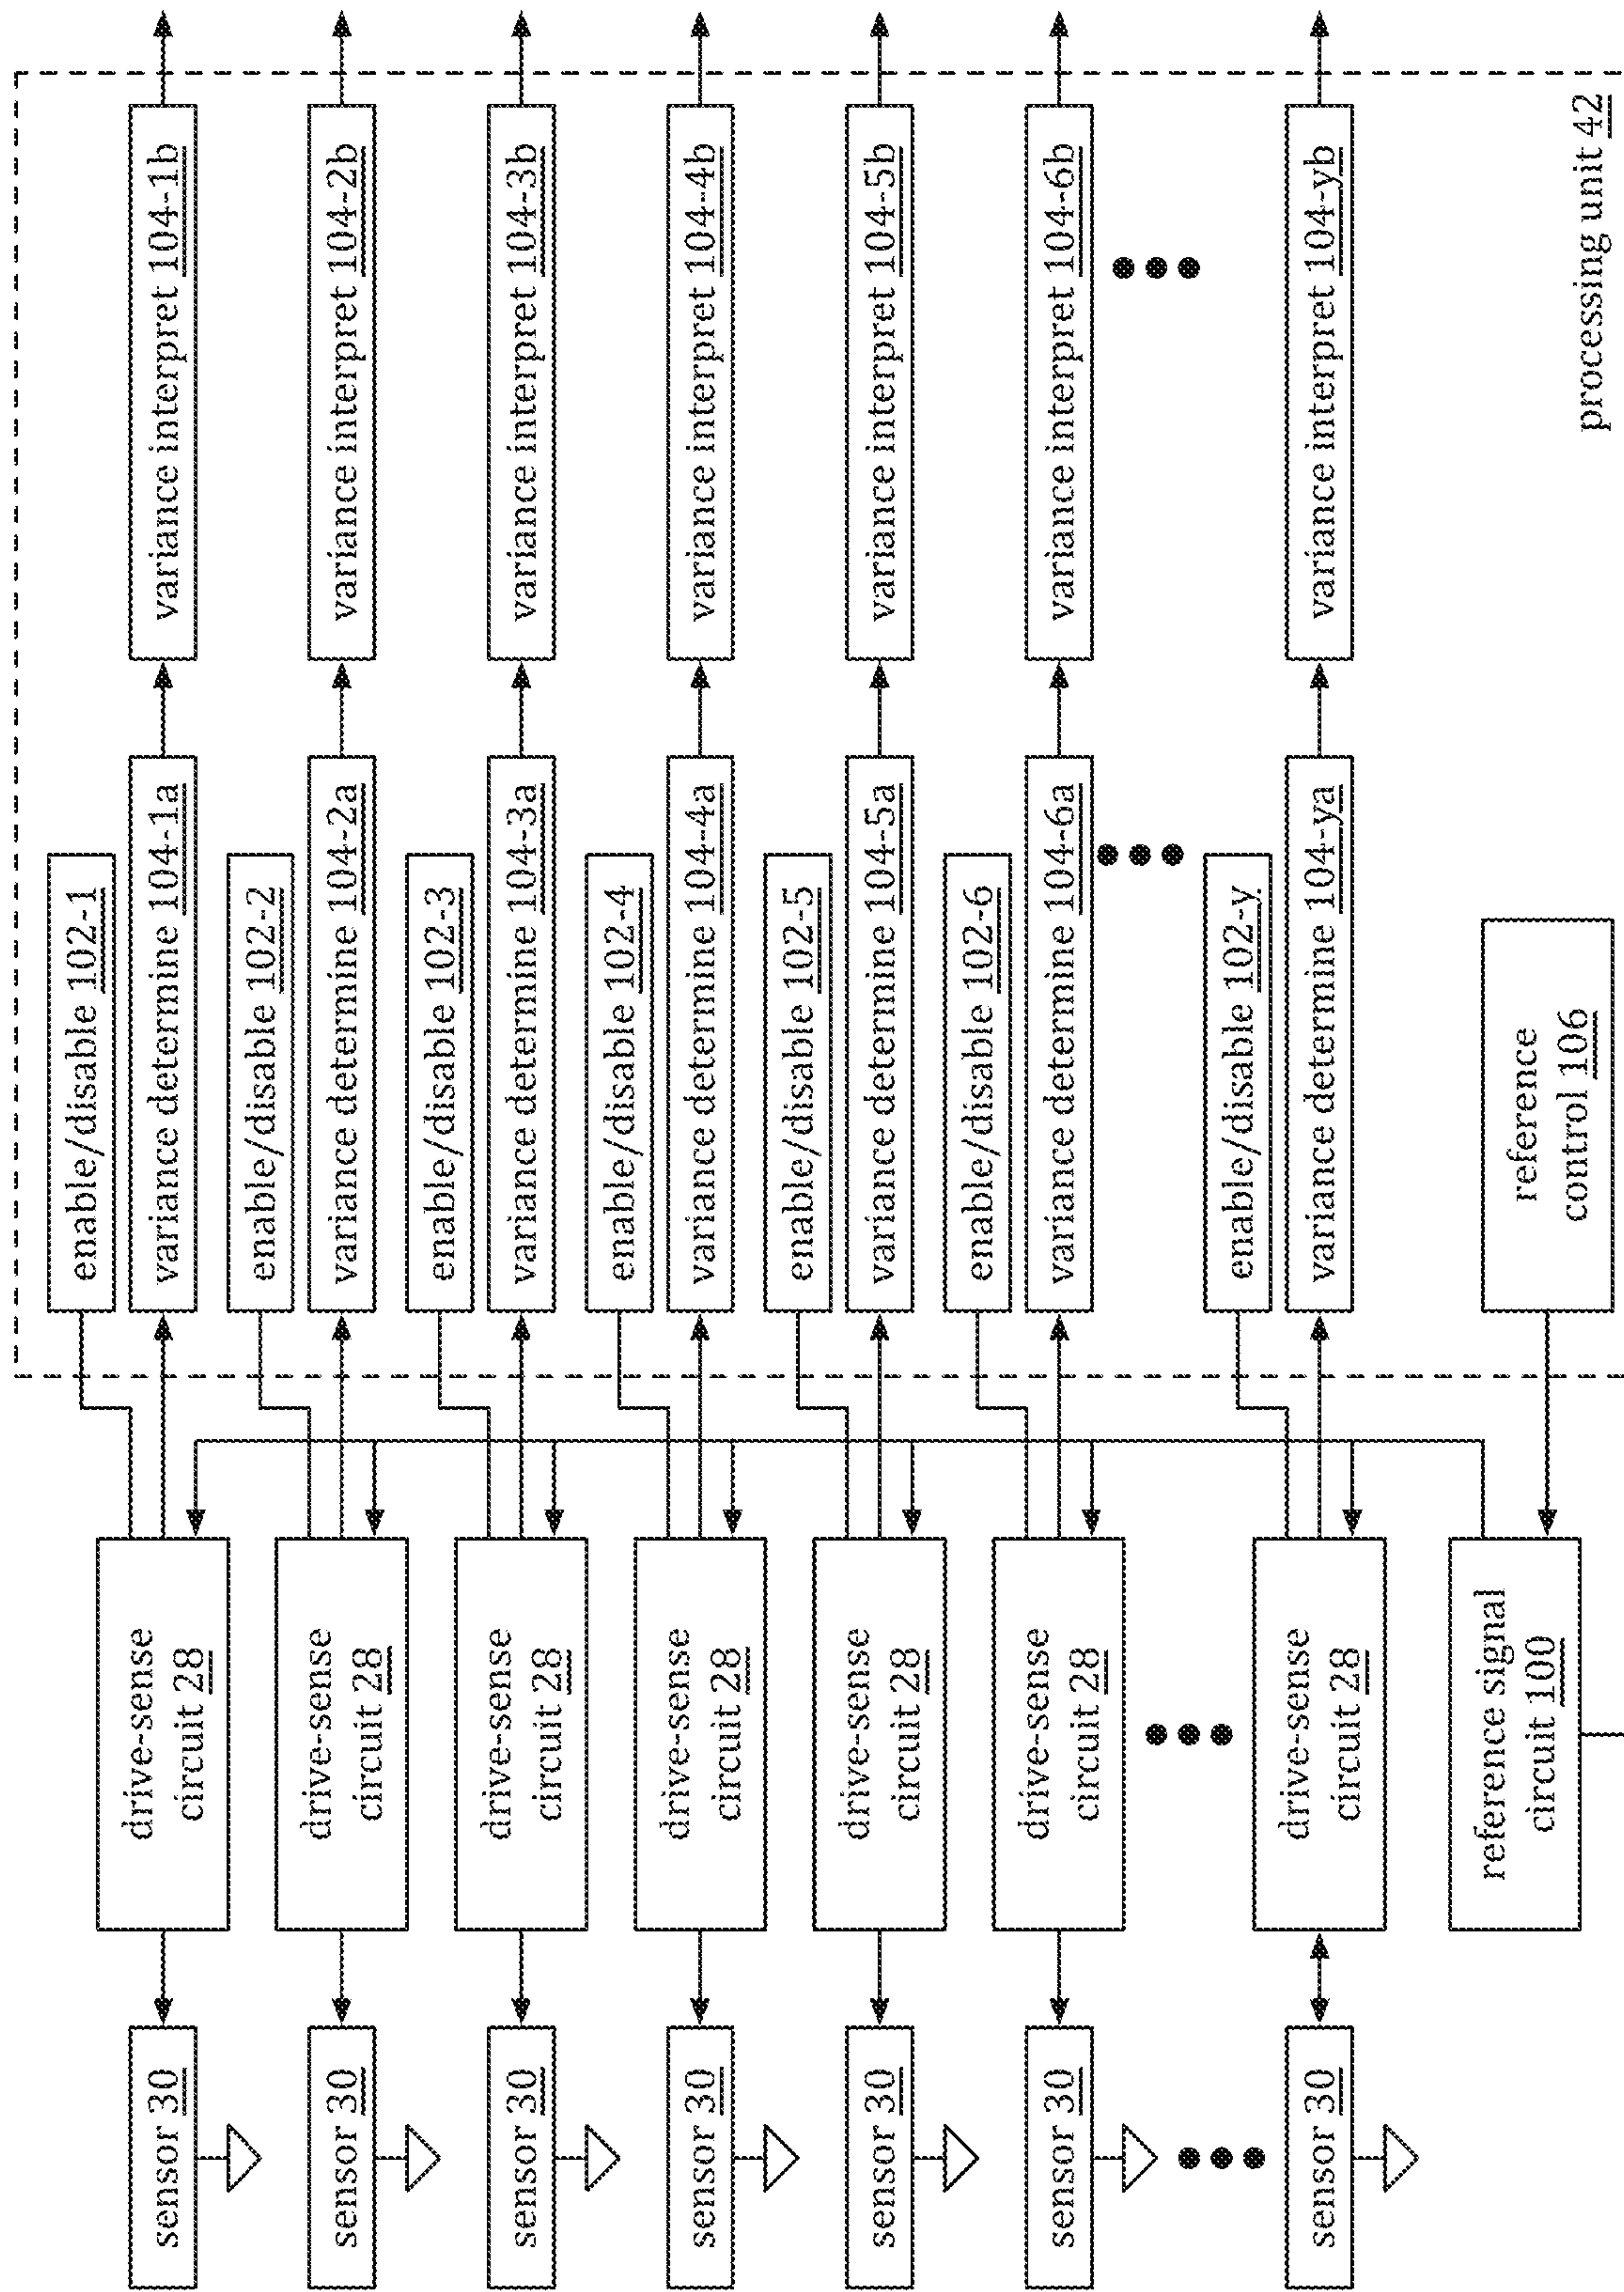 sensor 30
drive-sense
circuit 28
enable/disable 102-1
variance determine 104-1a
variance interpret 104-1b
sensor 30
drive-sense
circuit 28
enable/disable 102-2
variance determine 104-2a
variance interpret 104-2b
sensor 30
drive-sense
circuit 28
enable/disable 102-3
variance determine 104-3a
variance interpret 104-3b
sensor 30
drive-sense
circuit 28
enable/disable 102-4
variance determine 104-4a
variance interpret 104-4b
sensor 30
drive-sense
circuit 28
enable/disable 102-5
variance determine 104-5a
variance interpret 104-5b
sensor 30
drive-sense
circuit 28
enable/disable 102-6
variance determine 104-6a
variance interpret 104-6b
sensor 30
drive-sense
circuit 28
enable/disable 102-y
variance determine 104-ya
variance interpret 104-yb
reference signal
circuit 100
reference
control 106
processing unit 42